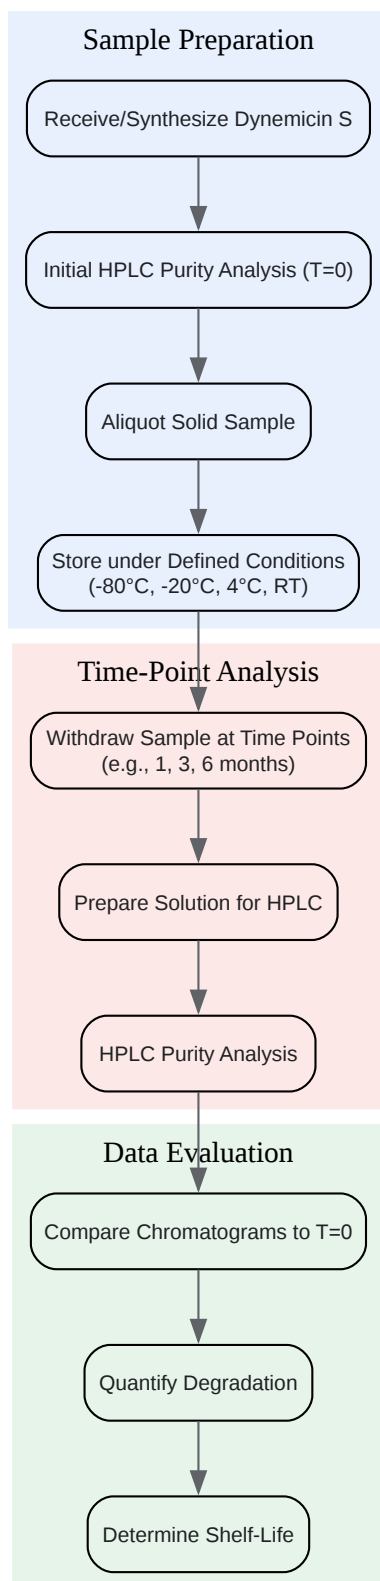 Sample Preparation
Receive/Synthesize Dynemicin S
Initial HPLC Purity Analysis (T=0)
Aliquot Solid Sample
Store under Defined Conditions
(-80°C, -20°C, 4°C, RT)
Time-Point Analysis
Withdraw Sample at Time Points
(e.g., 1, 3, 6 months)
Prepare Solution for HPLC
HPLC Purity Analysis
Data Evaluation
Compare Chromatograms to T=0
Quantify Degradation
Determine Shelf-Life